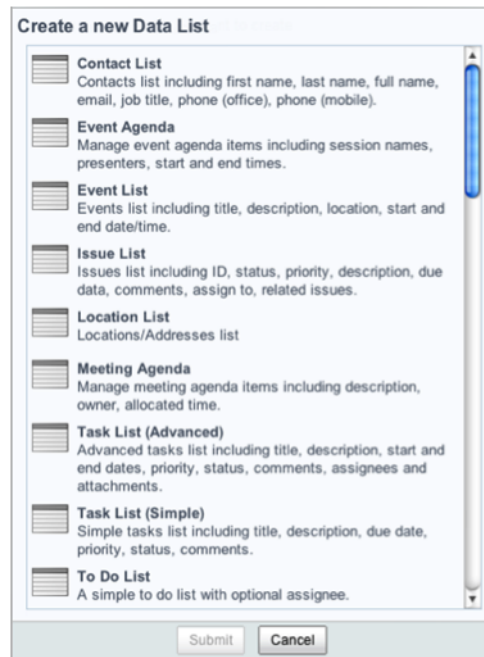 Create a new Data List
Contact List
Contacts list including first name, last name, full name,
email, job title, phone (office), phone (mobile).
Event Agenda
Manage event agenda items including session names,
presenters, start and end times.
Event List
Events list including title, description, location, start and
end date/time.
Issue List
Issues list including ID, status, priority, description, due
data, comments, assign to, related issues.
Location List
Locations/Addresses list
Meeting Agenda
Manage meeting agenda items including description,
owner, allocated time.
Task List (Advanced)
Advanced tasks list including title, description, start and
end dates, priority, status, comments, assignees and
attachments.
Task List (Simple)
Simple tasks list including title, description, due date,
priority, status, comments.
To Do List
A simple to do list with optional assignee.
Submit
Cancel